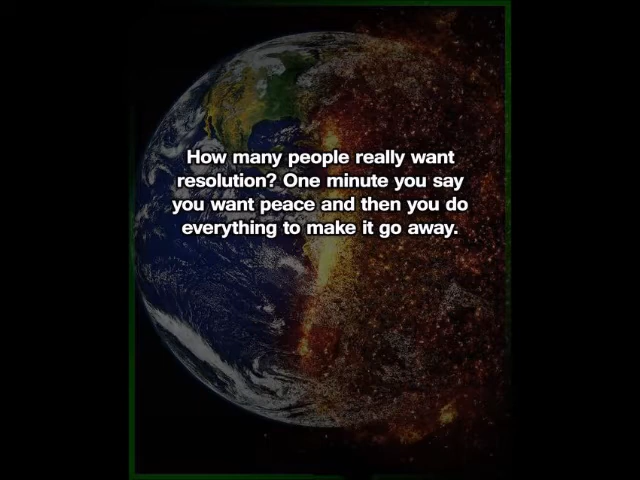 How many people really want
resolution? One minute you say
you want peace and then you do
everything to make it go away.